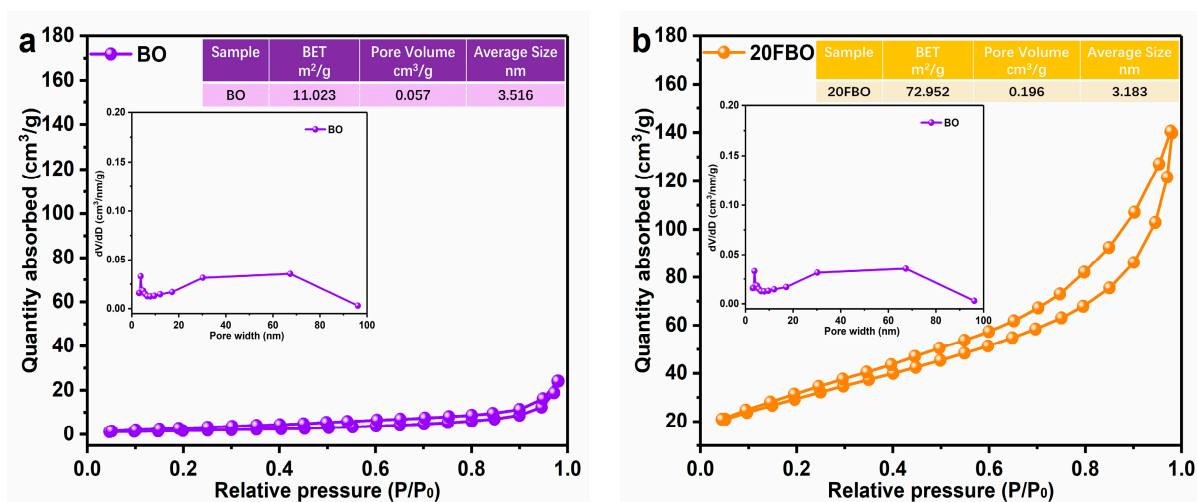 a
BO
Sample BET Pore Volume Average Size
m²/g cm³/g nm
BO 11.023 0.057 3.516
BO
0.20
0.15
0.10
0.05
0.00
dV/dD (cm³/nm/g)
0 20 40 60 80 100
Pore width (nm)
180
160
140
120
100
80
60
40
20
0
Quantity absorbed (cm³/g)
0.0 0.2 0.4 0.6 0.8 1.0
Relative pressure (P/P₀)
b
20FBO
Sample BET Pore Volume Average Size
m²/g cm³/g nm
20FBO 72.952 0.196 3.183
BO
0.20
0.15
0.10
0.05
0.00
dV/dD (cm³/nm/g)
0 20 40 60 80 100
Pore width (nm)
180
160
140
120
100
80
60
40
20
Quantity absorbed (cm³/g)
0.0 0.2 0.4 0.6 0.8 1.0
Relative pressure (P/P₀)